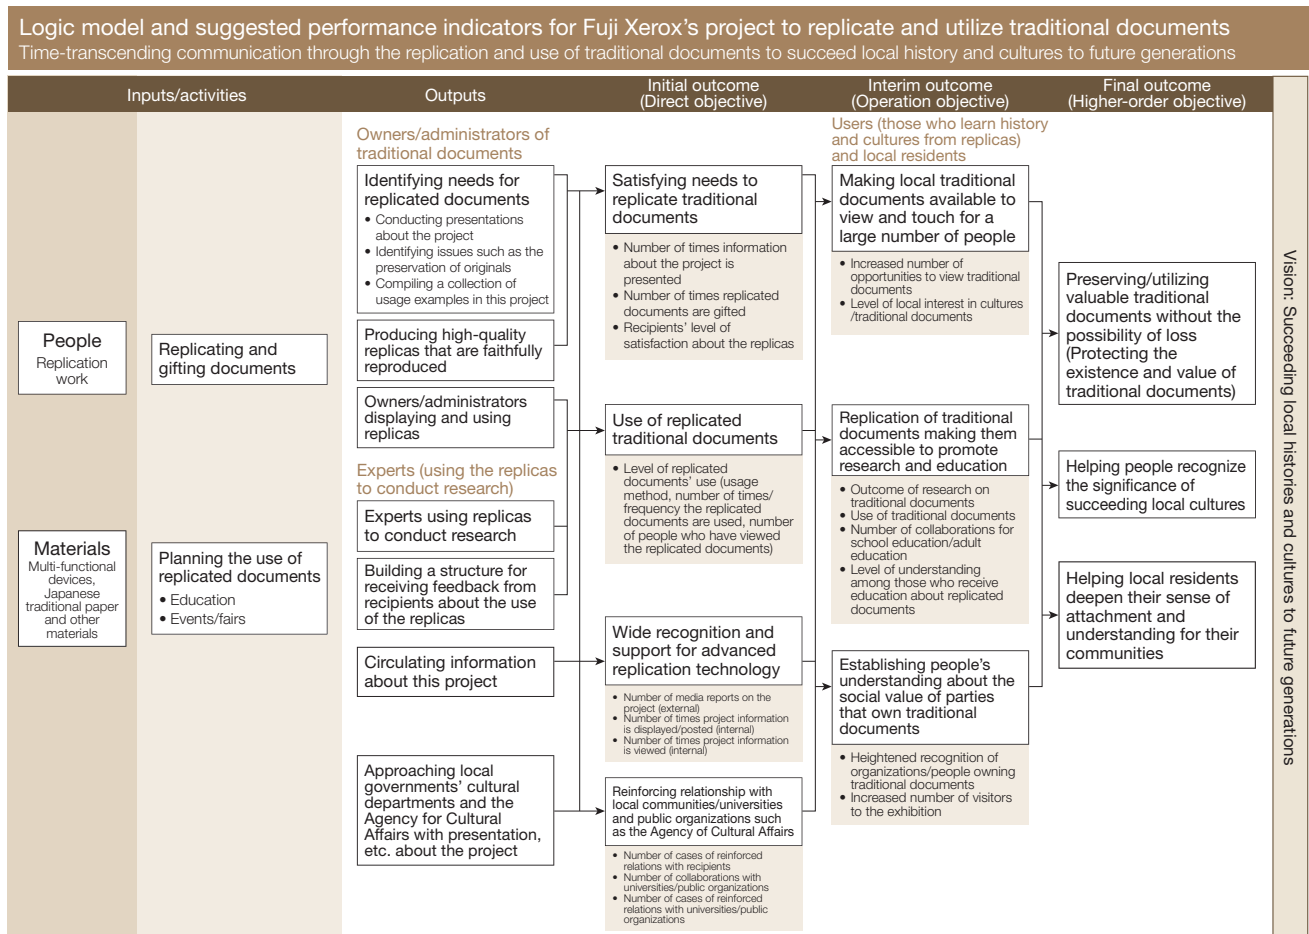 Logic model and suggested performance indicators for Fuji Xerox's project to replicate and utilize traditional documents
Time-transcending communication through the replication and use of traditional documents to succeed local history and cultures to future generations
Inputs/activities
Outputs
Initial outcome
(Direct objective)
Interim outcome
(Operation objective)
Final outcome
(Higher-order objective)
People
Replication
work
Materials
Multi-functional
devices,
Japanese
traditional paper
and other
materials
Replicating and
gifting documents
Planning the use of
replicated documents
• Education
• Events/fairs
Owners/administrators of
traditional documents
Identifying needs for
replicated documents
• Conducting presentations
about the project
• Identifying issues such as the
preservation of originals
• Compiling a collection of
usage examples in this project
Producing high-quality
replicas that are faithfully
reproduced
Owners/administrators
displaying and using
replicas
Experts (using the replicas
to conduct research)
Experts using replicas
to conduct research
Building a structure for
receiving feedback from
recipients about the use
of the replicas
Circulating information
about this project
Approaching local
governments' cultural
departments and the
Agency for Cultural
Affairs with presentation,
etc. about the project
Satisfying needs to
replicate traditional
documents
• Number of times information
about the project is
presented
• Number of times replicated
documents are gifted
• Recipients' level of
satisfaction about the replicas
Use of replicated
traditional documents
• Level of replicated
documents' use (usage
method, number of times/
frequency the replicated
documents are used, number
of people who have viewed
the replicated documents)
Wide recognition and
support for advanced
replication technology
• Number of media reports on the
project (external)
• Number of times project information
is displayed/posted (internal)
• Number of times project information
is viewed (internal)
Reinforcing relationship with
local communities/universities
and public organizations such
as the Agency of Cultural Affairs
• Number of cases of reinforced
relations with recipients
• Number of collaborations with
universities/public organizations
• Number of cases of reinforced
relations with universities/public
organizations
Users (those who learn history
and cultures from replicas)
and local residents
Making local traditional
documents available to
view and touch for a
large number of people
• Increased number of
opportunities to view traditional
documents
• Level of local interest in cultures
/traditional documents
Replication of traditional
documents making them
accessible to promote
research and education
• Outcome of research on
traditional documents
• Use of traditional documents
• Number of collaborations for
school education/adult
education
• Level of understanding
among those who receive
education about replicated
documents
Establishing people's
understanding about the
social value of parties
that own traditional
documents
• Heightened recognition of
organizations/people owning
traditional documents
• Increased number of visitors
to the exhibition
Preserving/utilizing
valuable traditional
documents without the
possibility of loss
(Protecting the
existence and value of
traditional documents)
Helping people recognize
the significance of
succeeding local cultures
Helping local residents
deepen their sense of
attachment and
understanding for their
communities
Vision: Succeeding local histories and cultures to future generations